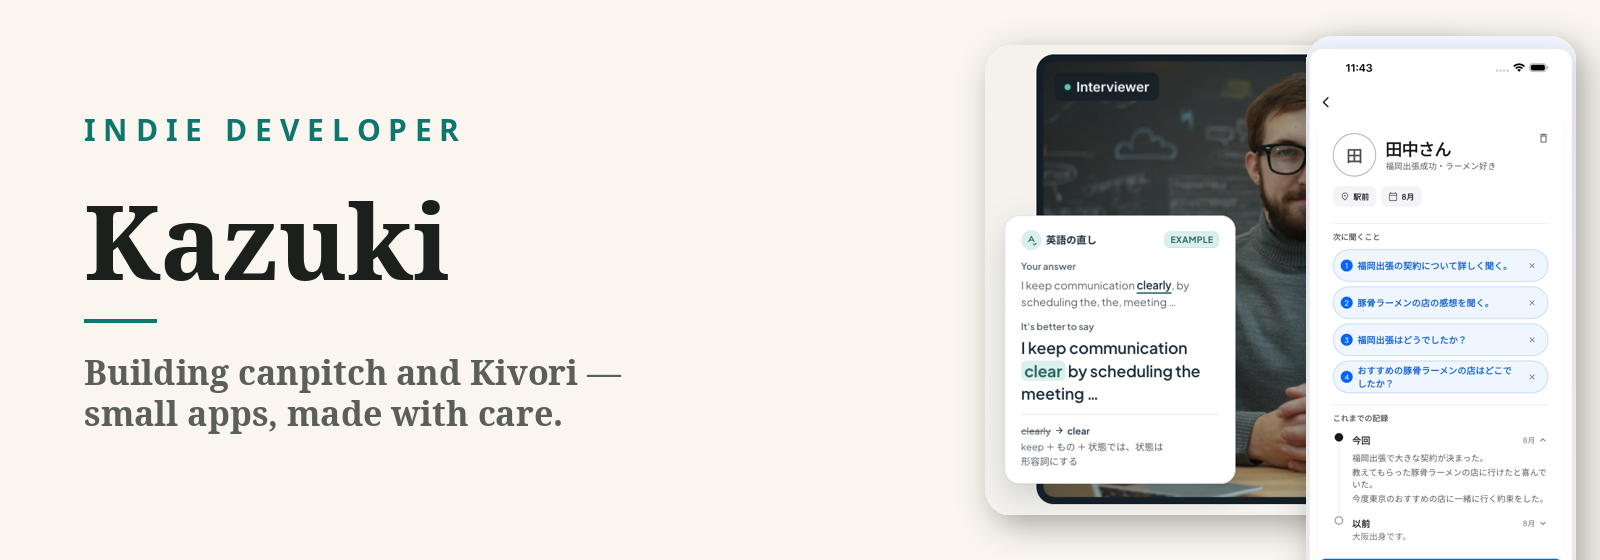 INDIE DEVELOPER
Kazuki
Building canpitch and Kivori —
small apps, made with care.
Interviewer
英語の直し
EXAMPLE
Your answer
I keep communication clearly, by
scheduling the, the, meeting ...
It's better to say
I keep communication
clear by scheduling the
meeting ...
clearly → clear
keep + もの + 状態では、状態は
形容詞にする
11:43
田
田中さん
福岡出張成功・ラーメン好き
駅前
8月
次に聞くこと
1 福岡出張の契約について詳しく聞く。
2 豚骨ラーメンの店の感想を聞く。
3 福岡出張はどうでしたか？
4 おすすめの豚骨ラーメンの店はどこで
したか？
これまでの記録
今回
8月
福岡出張で大きな契約が決まった。
教えてもらった豚骨ラーメンの店に行けたと喜んで
いた。
今度東京のおすすめの店に一緒に行く約束をした。
以前
8月
大阪出身です。